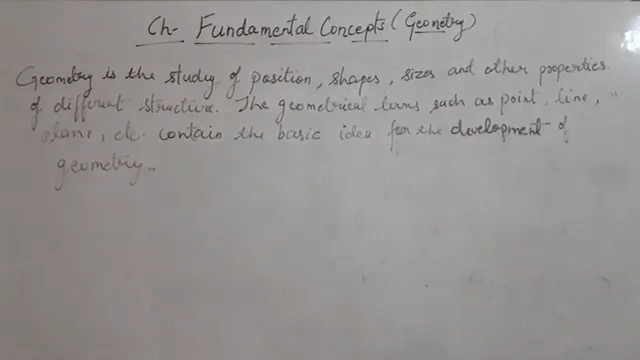 Ch- Fundamental Concepts (Geometry)
Geometry is the study of position, shapes, sizes and other properties
of different structure. The geometrical terms such as point, line,
plane, etc. contain the basic idea for the development of
geometry.